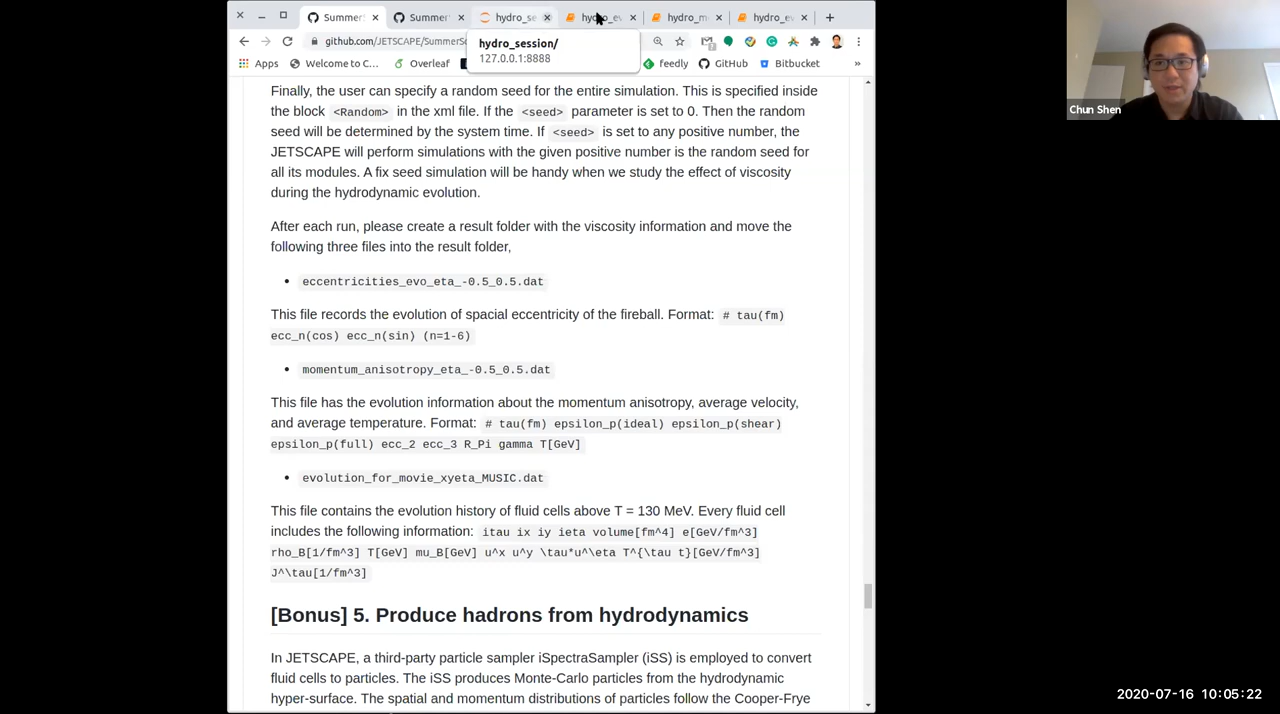 Summer
Summer
hydro_se
hydro_ev
hydro_m
hydro_ev
github.com/JETSCAPE/SummerSc
hydro_session/
127.0.0.1:8888
Apps
Welcome to C...
Overleaf
feedly
GitHub
Bitbucket
»
Finally, the user can specify a random seed for the entire simulation. This is specified inside
the block <Random> in the xml file. If the <seed> parameter is set to 0. Then the random
seed will be determined by the system time. If <seed> is set to any positive number, the
JETSCAPE will perform simulations with the given positive number is the random seed for
all its modules. A fix seed simulation will be handy when we study the effect of viscosity
during the hydrodynamic evolution.
After each run, please create a result folder with the viscosity information and move the
following three files into the result folder,
• eccentricities_evo_eta_-0.5_0.5.dat
This file records the evolution of spacial eccentricity of the fireball. Format: # tau(fm)
ecc_n(cos) ecc_n(sin) (n=1-6)
• momentum_anisotropy_eta_-0.5_0.5.dat
This file has the evolution information about the momentum anisotropy, average velocity,
and average temperature. Format: # tau(fm) epsilon_p(ideal) epsilon_p(shear)
epsilon_p(full) ecc_2 ecc_3 R_Pi gamma T[GeV]
• evolution_for_movie_xyeta_MUSIC.dat
This file contains the evolution history of fluid cells above T = 130 MeV. Every fluid cell
includes the following information: itau ix iy ieta volume[fm^4] e[GeV/fm^3]
rho_B[1/fm^3] T[GeV] mu_B[GeV] u^x u^y \tau*u^\eta T^{\tau t}[GeV/fm^3]
J^\tau[1/fm^3]
[Bonus] 5. Produce hadrons from hydrodynamics
In JETSCAPE, a third-party particle sampler iSpectraSampler (iSS) is employed to convert
fluid cells to particles. The iSS produces Monte-Carlo particles from the hydrodynamic
hyper-surface. The spatial and momentum distributions of particles follow the Cooper-Frye
Chun Shen
2020-07-16 10:05:22